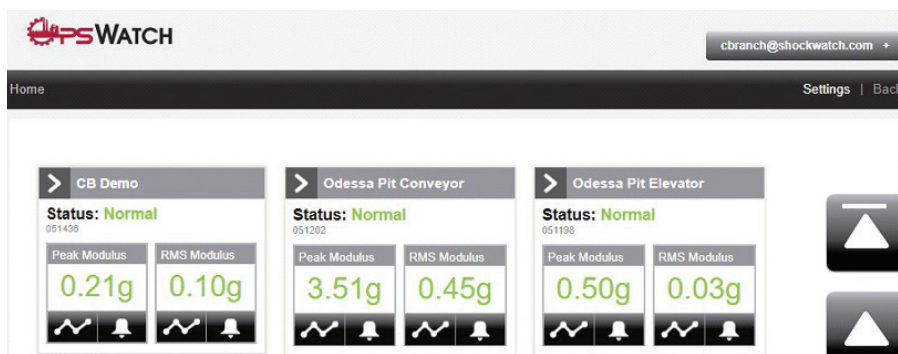 OPSWATCH
cbranch@shockwatch.com +
Home
Settings | Back
CB Demo
Status: Normal
051436
Peak Modulus
0.21g
RMS Modulus
0.10g
Odessa Pit Conveyor
Status: Normal
051202
Peak Modulus
3.51g
RMS Modulus
0.45g
Odessa Pit Elevator
Status: Normal
051198
Peak Modulus
0.50g
RMS Modulus
0.03g